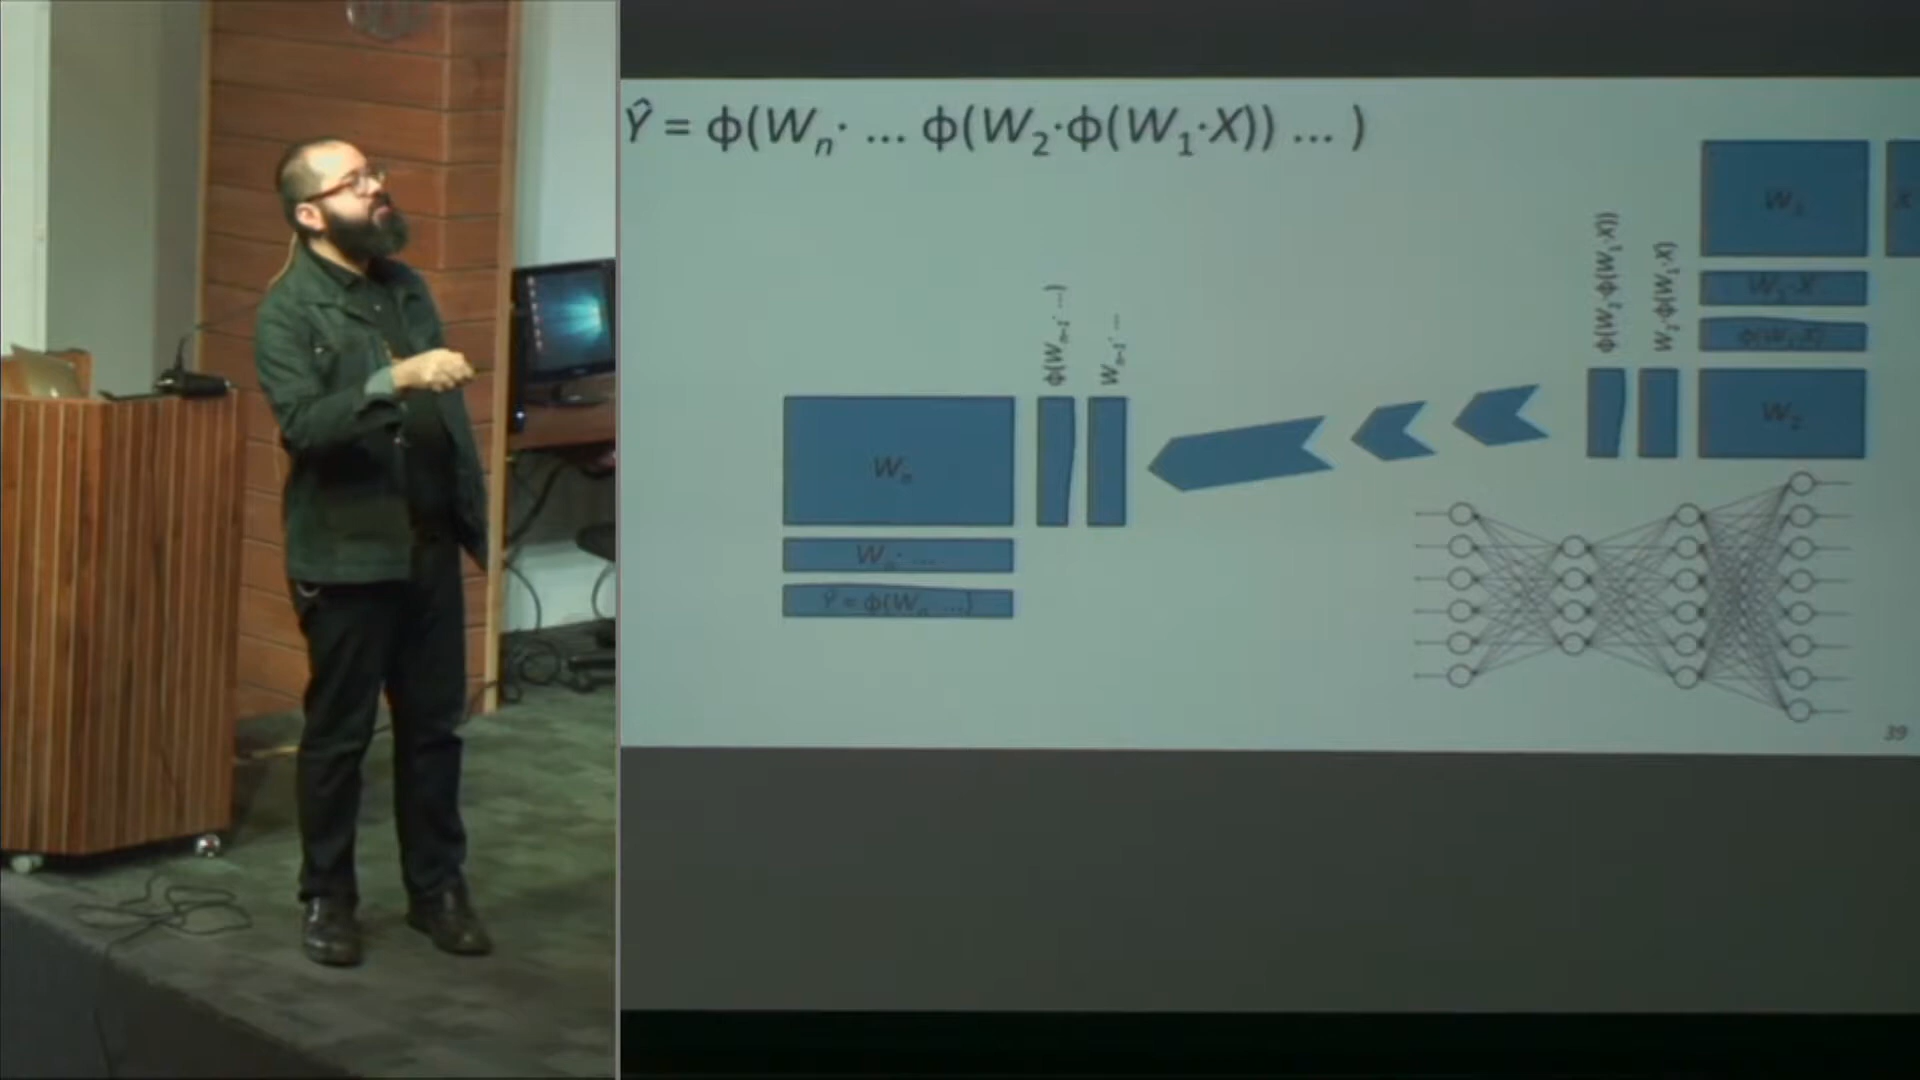 Ŷ = ϕ(Wₙ· ... ϕ(W₂·ϕ(W₁·X)) ... )
W₁
X
W₁·X
ϕ(W₁·X)
ϕ(W₂·ϕ(W₁·X))
W₂·ϕ(W₁·X)
W₂
ϕ(Wₙ₋₁· ...)
Wₙ₋₁· ...
Wₙ
Wₙ· ...
Ŷ = ϕ(Wₙ ...)
39